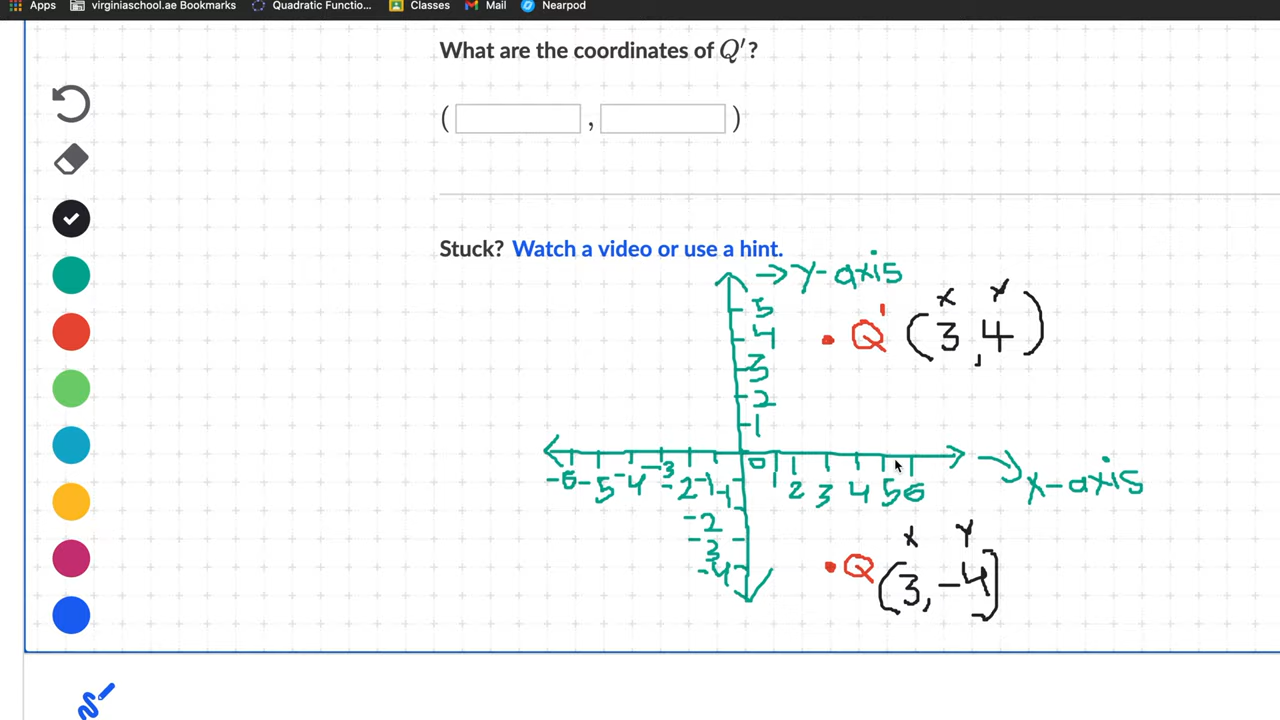 Apps virginiaschool.ae Bookmarks Quadratic Functio... Classes Mail Nearpod
What are the coordinates of Q′?
( , )
Stuck? Watch a video or use a hint.
→ y-axis
5
4
3
2
1
• Q' (3, 4)
x y
-6 -5 -4 -3 -2 -1 0 1 2 3 4 5 6
→ x-axis
-1
-2
-3
-4
x y
• Q (3, -4]